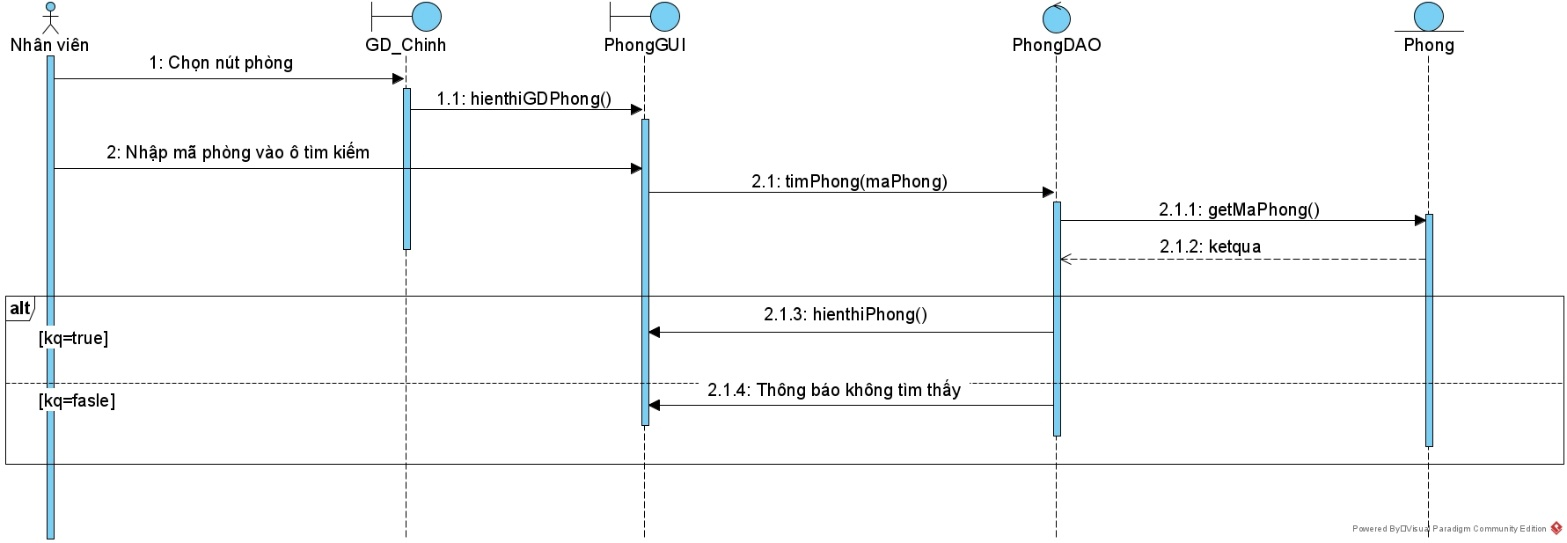 Nhân viên
GD_Chinh
PhongGUI
PhongDAO
Phong
1: Chọn nút phòng
1.1: hienthiGDPhong()
2: Nhập mã phòng vào ô tìm kiếm
2.1: timPhong(maPhong)
2.1.1: getMaPhong()
2.1.2: ketqua
alt
2.1.3: hienthiPhong()
[kq=true]
2.1.4: Thông báo không tìm thấy
[kq=fasle]
Powered By Visual Paradigm Community Edition